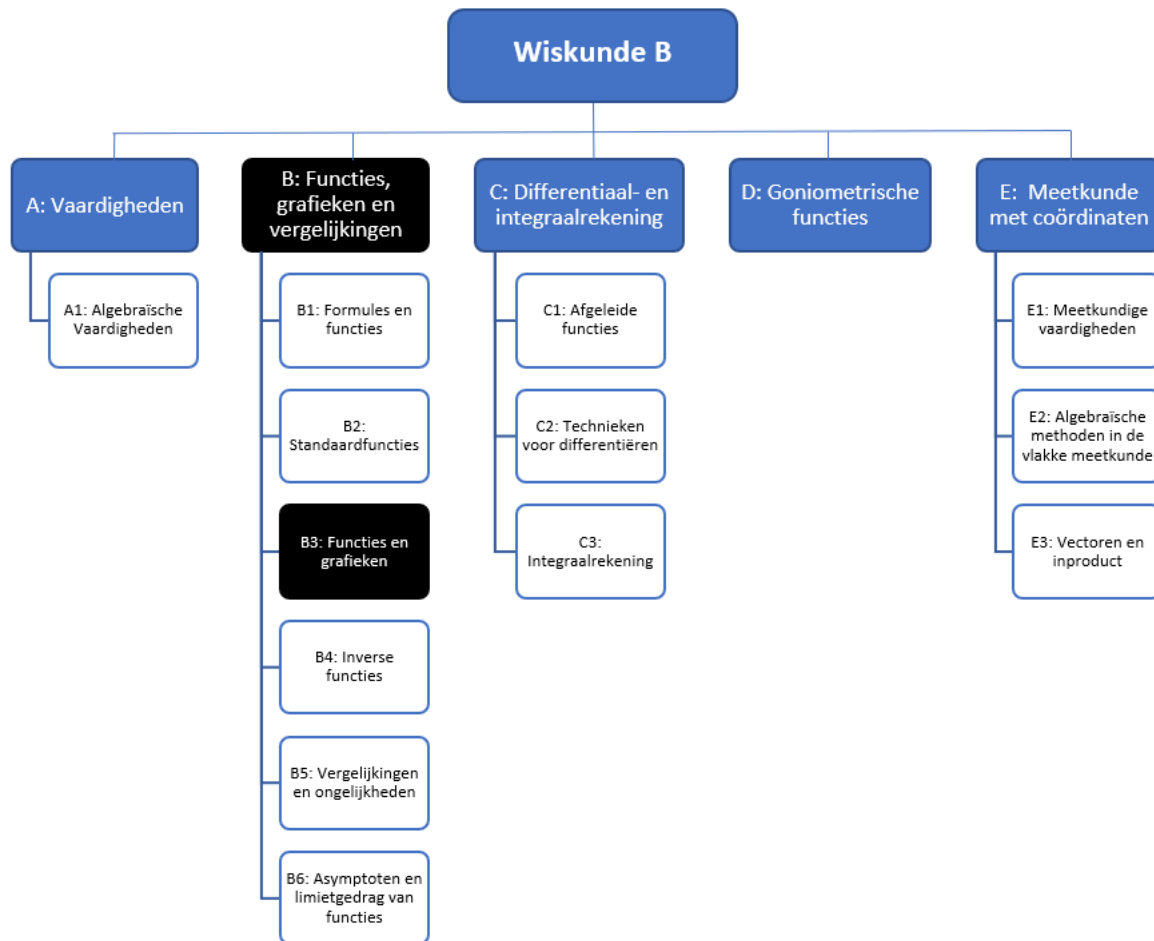 Wiskunde B
A: Vaardigheden
B: Functies,
grafieken en
vergelijkingen
C: Differentiaal- en
integraalrekening
D: Goniometrische
functies
E:  Meetkunde
met coördinaten
A1: Algebraïsche
Vaardigheden
B1: Formules en
functies
B2:
Standaardfuncties
B3: Functies en
grafieken
B4: Inverse
functies
B5: Vergelijkingen
en ongelijkheden
B6: Asymptoten en
limietgedrag van
functies
C1: Afgeleide
functies
C2: Technieken
voor differentiëren
C3:
Integraalrekening
E1: Meetkundige
vaardigheden
E2: Algebraïsche
methoden in de
vlakke meetkunde
E3: Vectoren en
inproduct